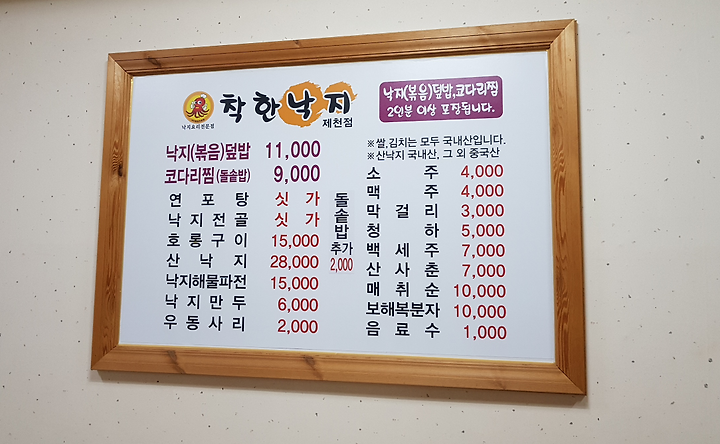 낙지요리전문점
착한낙지
제천점
낙지(볶음)덮밥,코다리찜
2인분 이상 포장됩니다.
낙지(볶음)덮밥 11,000
코다리찜(돌솥밥) 9,000
연포탕 싯가
낙지전골 싯가
호롱구이 15,000
산낙지 28,000
낙지해물파전 15,000
낙지만두 6,000
우동사리 2,000
돌솥밥
추가
2,000
※쌀,김치는 모두 국내산입니다.
※산낙지 국내산, 그 외 중국산
소주 4,000
맥주 4,000
막걸리 3,000
청하 5,000
백세주 7,000
산사춘 7,000
매취순 10,000
보해복분자 10,000
음료수 1,000